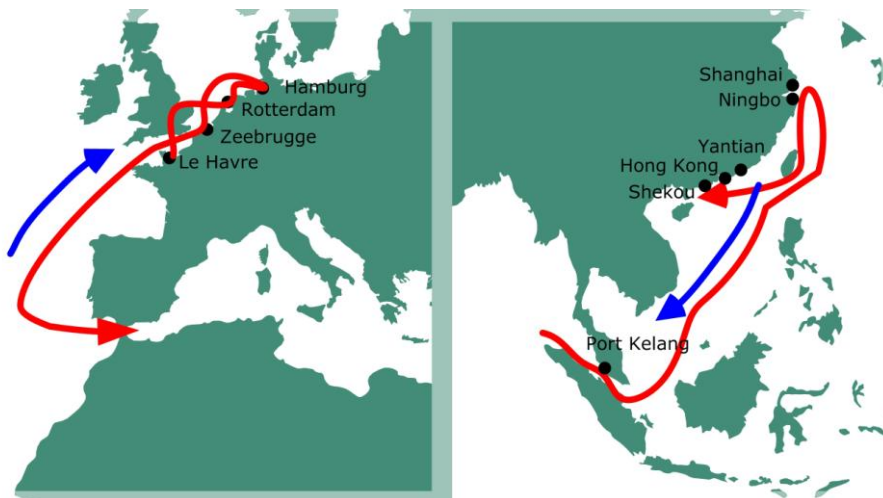 Hamburg
Rotterdam
Zeebrugge
Le Havre
Shanghai
Ningbo
Yantian
Hong Kong
Shekou
Port Kelang